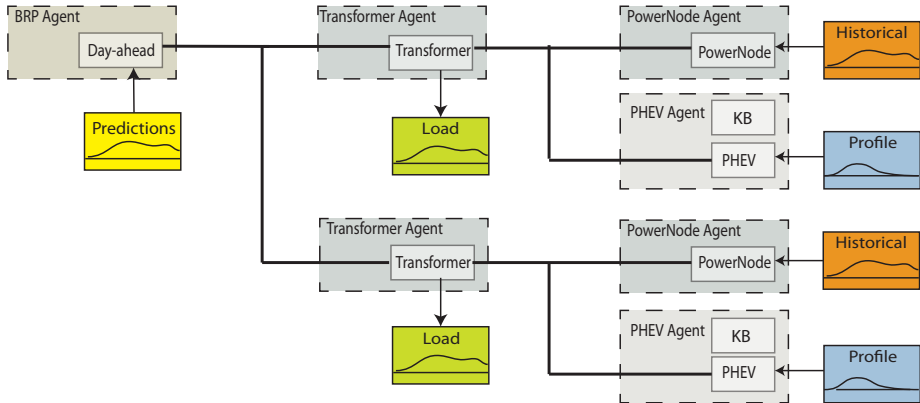 BRP Agent
Day-ahead
Predictions
Transformer Agent
Transformer
Load
PowerNode Agent
PowerNode
Historical
PHEV Agent
KB
PHEV
Profile
Transformer Agent
Transformer
Load
PowerNode Agent
PowerNode
Historical
PHEV Agent
KB
PHEV
Profile